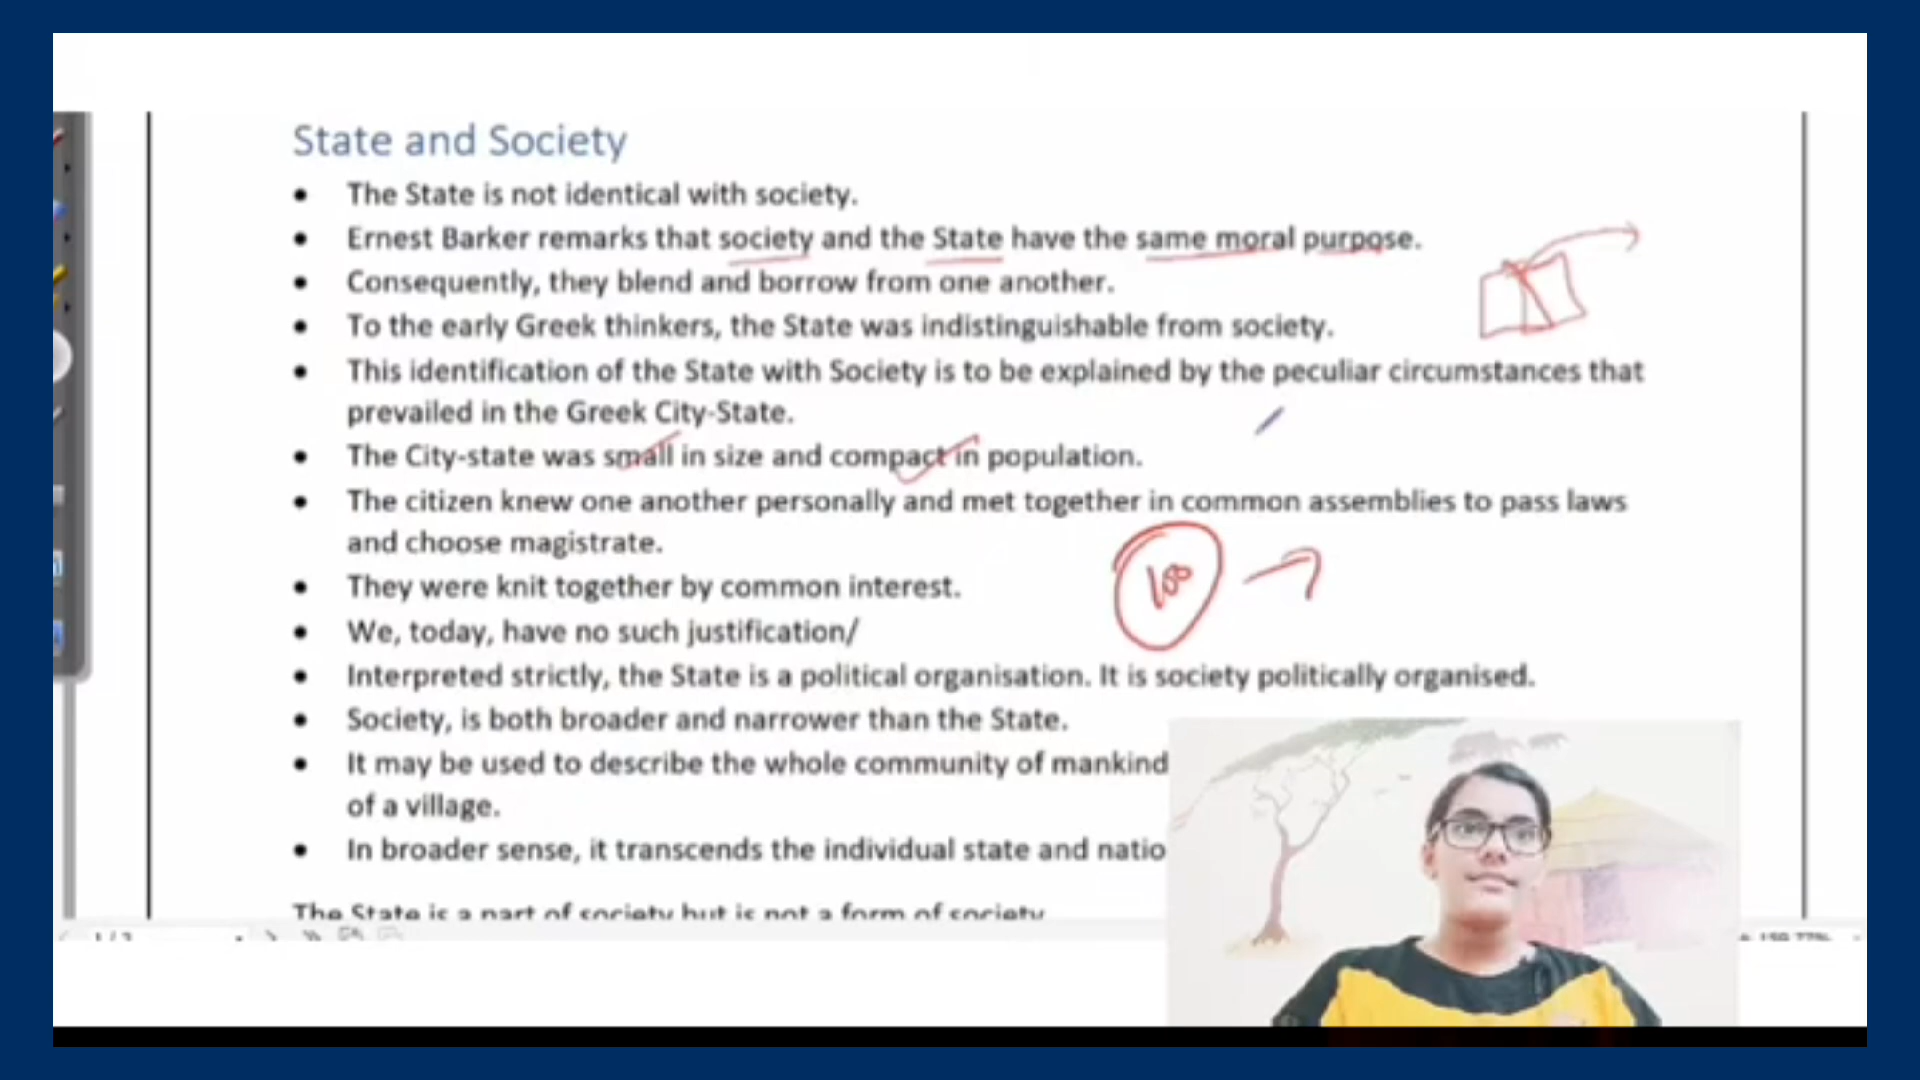 State and Society
• The State is not identical with society.
• Ernest Barker remarks that society and the State have the same moral purpose.
• Consequently, they blend and borrow from one another.
• To the early Greek thinkers, the State was indistinguishable from society.
• This identification of the State with Society is to be explained by the peculiar circumstances that
prevailed in the Greek City-State.
• The City-state was small in size and compact in population.
• The citizen knew one another personally and met together in common assemblies to pass laws
and choose magistrate.
100
• They were knit together by common interest.
• We, today, have no such justification/
• Interpreted strictly, the State is a political organisation. It is society politically organised.
• Society, is both broader and narrower than the State.
• It may be used to describe the whole community of mankind
of a village.
• In broader sense, it transcends the individual state and natio
The State is a part of society but is not a form of society